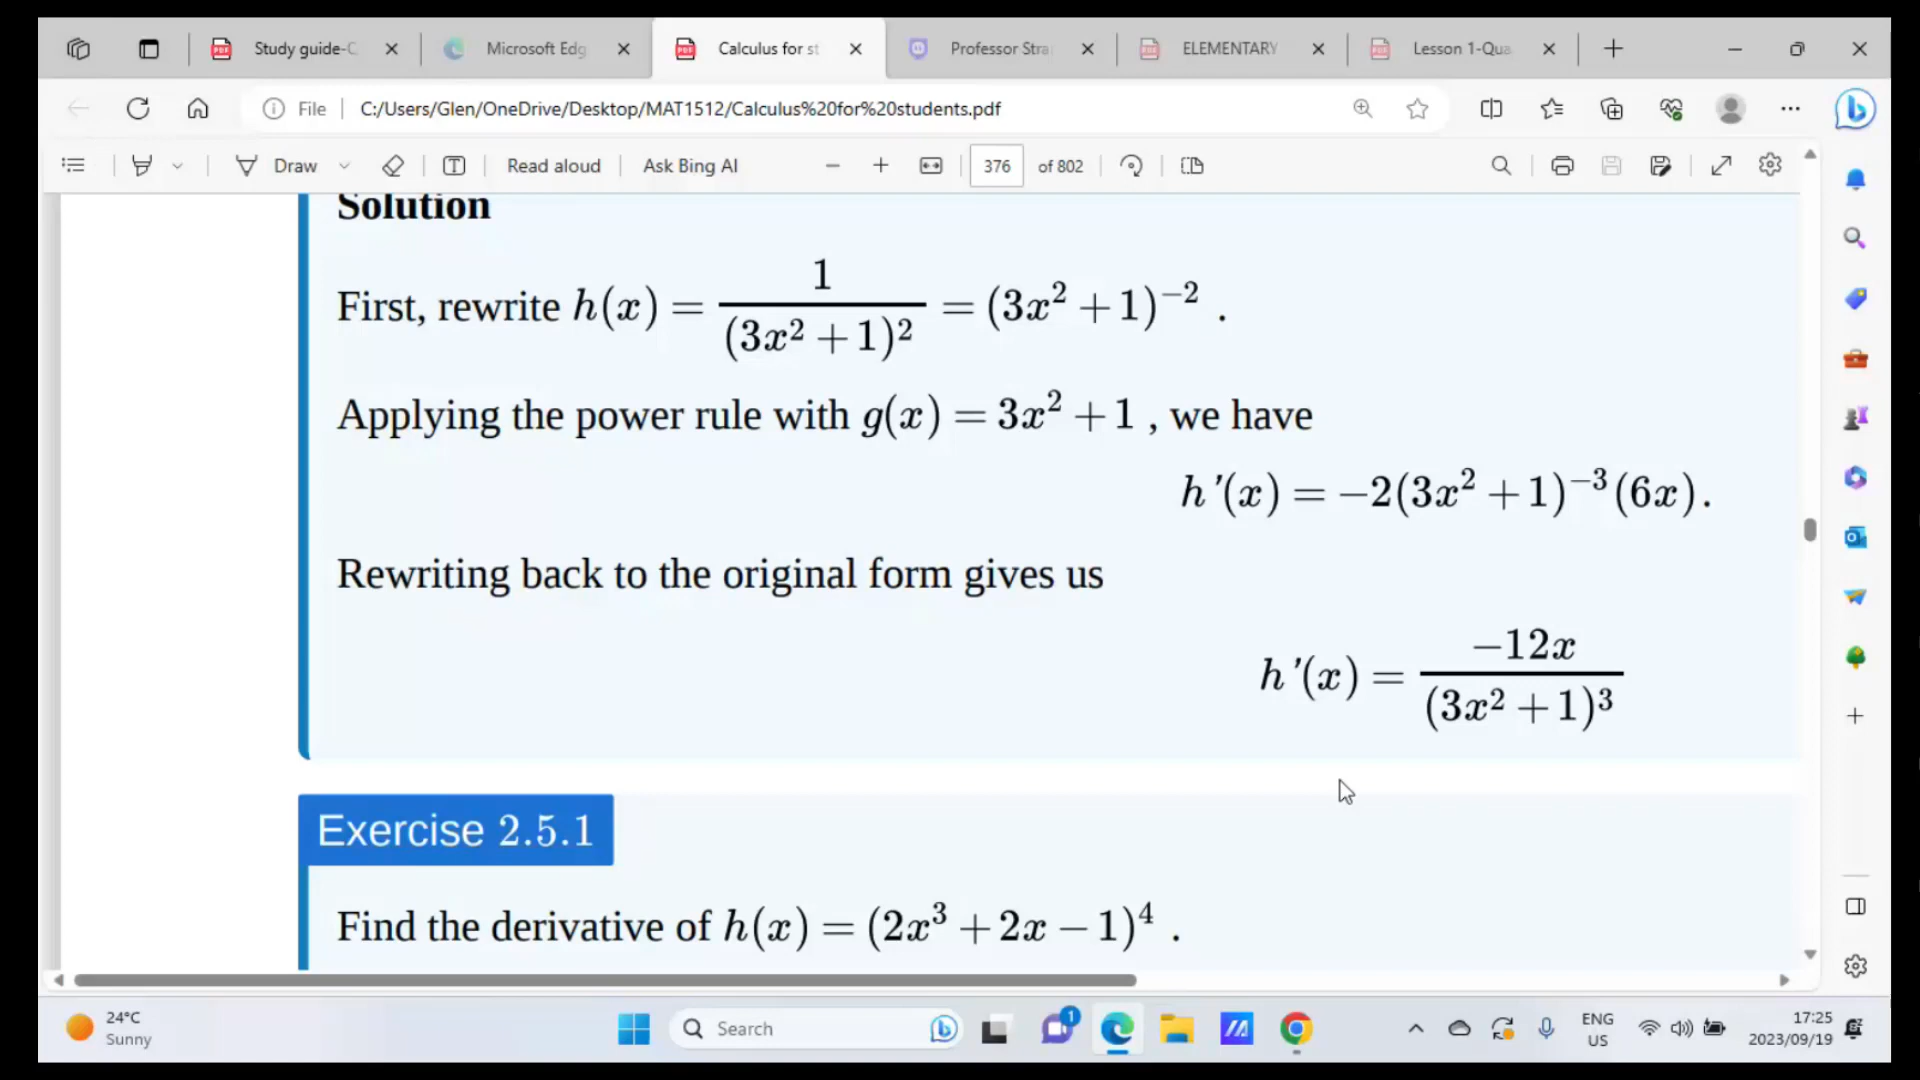 Study guide-C
Microsoft Edg
Calculus for st
Professor Stra
ELEMENTARY
Lesson 1-Qua
File
C:/Users/Glen/OneDrive/Desktop/MAT1512/Calculus%20for%20students.pdf
Draw
Read aloud
Ask Bing AI
376 of 802
Solution
First, rewrite h(x) = 1/(3x² + 1)² = (3x² + 1)⁻² .
Applying the power rule with g(x) = 3x² + 1 , we have
h ′(x) = −2(3x² + 1)⁻³(6x).
Rewriting back to the original form gives us
h ′(x) = −12x/(3x² + 1)³
Exercise 2.5.1
Find the derivative of h(x) = (2x³ + 2x − 1)⁴ .
24°C
Sunny
Search
1
ENG
US
17:25
2023/09/19